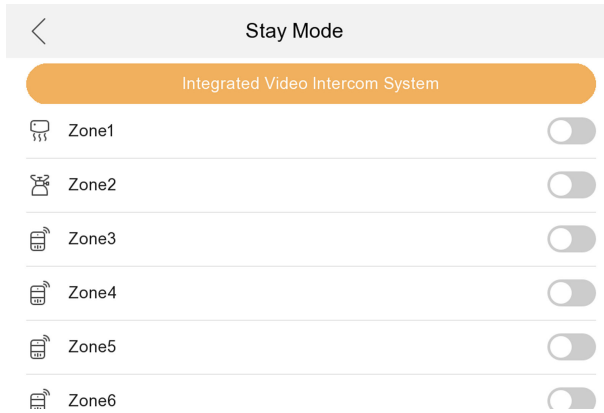 Stay Mode
Integrated Video Intercom System
Zone1
Zone2
Zone3
Zone4
Zone5
Zone6